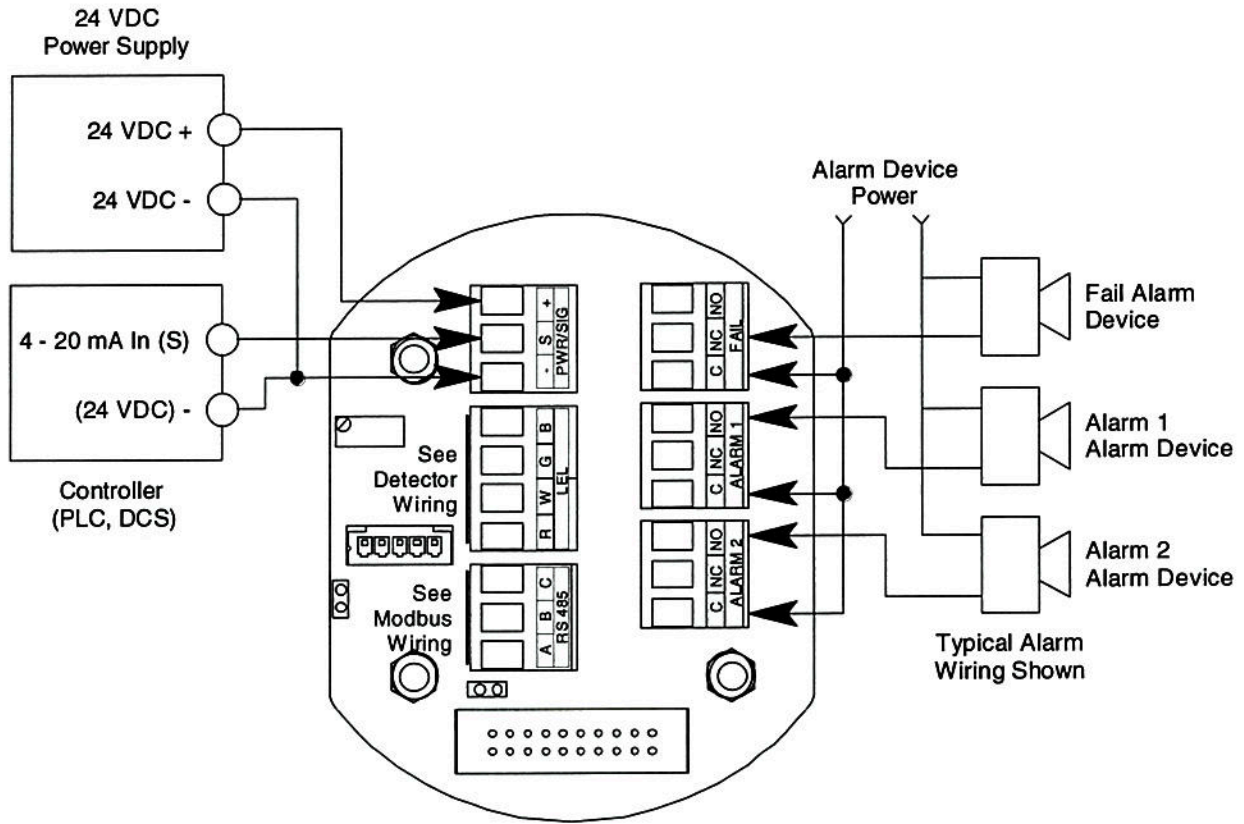 24 VDC
Power Supply
24 VDC +
24 VDC -
4 - 20 mA In (S)
(24 VDC) -
Controller
(PLC, DCS)
+
S
-
PWR/SIG
See
Detector
Wiring
B
G
W
R
LEL
See
Modbus
Wiring
C
B
A
RS 485
Alarm Device
Power
NO
NC
C
FAIL
NO
NC
C
ALARM 1
NO
NC
C
ALARM 2
Fail Alarm
Device
Alarm 1
Alarm Device
Alarm 2
Alarm Device
Typical Alarm
Wiring Shown